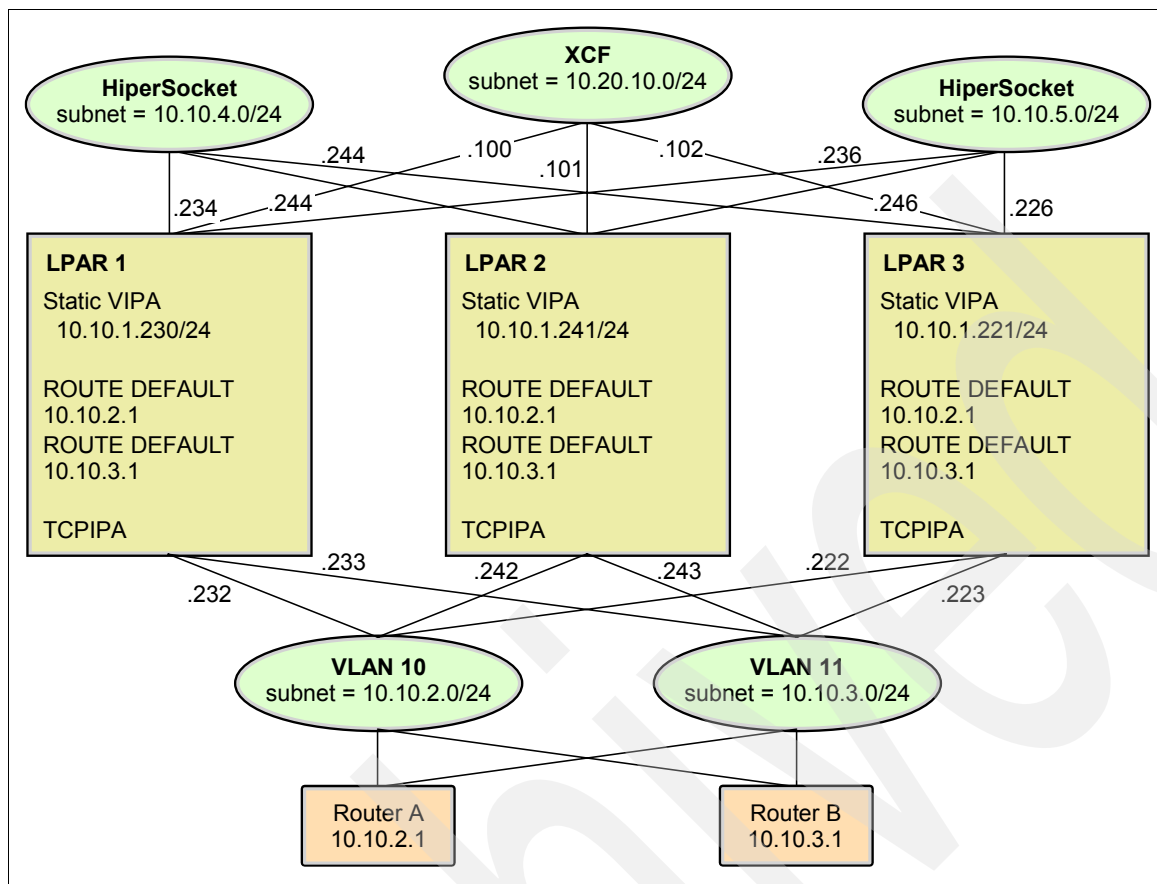 XCF
subnet = 10.20.10.0/24
HiperSocket
subnet = 10.10.4.0/24
HiperSocket
subnet = 10.10.5.0/24
.244
.100
.101
.102
.236
.234
.244
.246
.226
LPAR 1
Static VIPA
10.10.1.230/24
ROUTE DEFAULT
10.10.2.1
ROUTE DEFAULT
10.10.3.1
TCPIPA
LPAR 2
Static VIPA
10.10.1.241/24
ROUTE DEFAULT
10.10.2.1
ROUTE DEFAULT
10.10.3.1
TCPIPA
LPAR 3
Static VIPA
10.10.1.221/24
ROUTE DEFAULT
10.10.2.1
ROUTE DEFAULT
10.10.3.1
TCPIPA
.232
.233
.242
.243
.222
.223
VLAN 10
subnet = 10.10.2.0/24
VLAN 11
subnet = 10.10.3.0/24
Router A
10.10.2.1
Router B
10.10.3.1